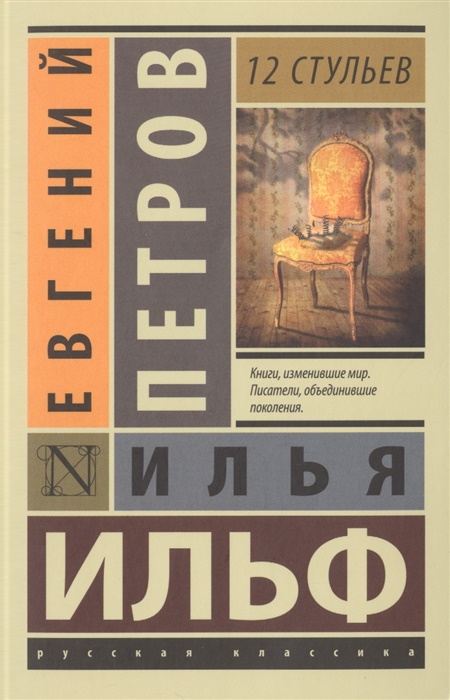 ЕВГЕНИЙ
ПЕТРОВ
12 СТУЛЬЕВ
Книги, изменившие мир.
Писатели, объединившие
поколения.
N
ИЛЬЯ
ИЛЬФ
русская классика